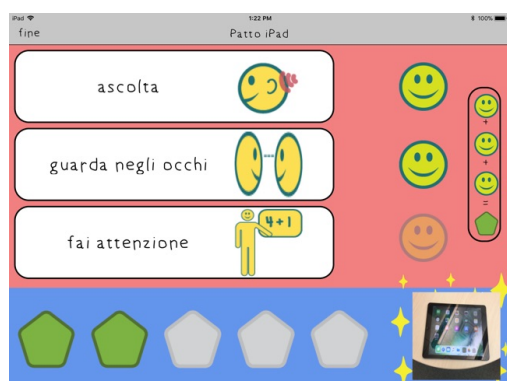 iPad 1:22 PM 100%
fine Patto iPad
ascolta
guarda negli occhi
4+1
fai attenzione
+
+
=